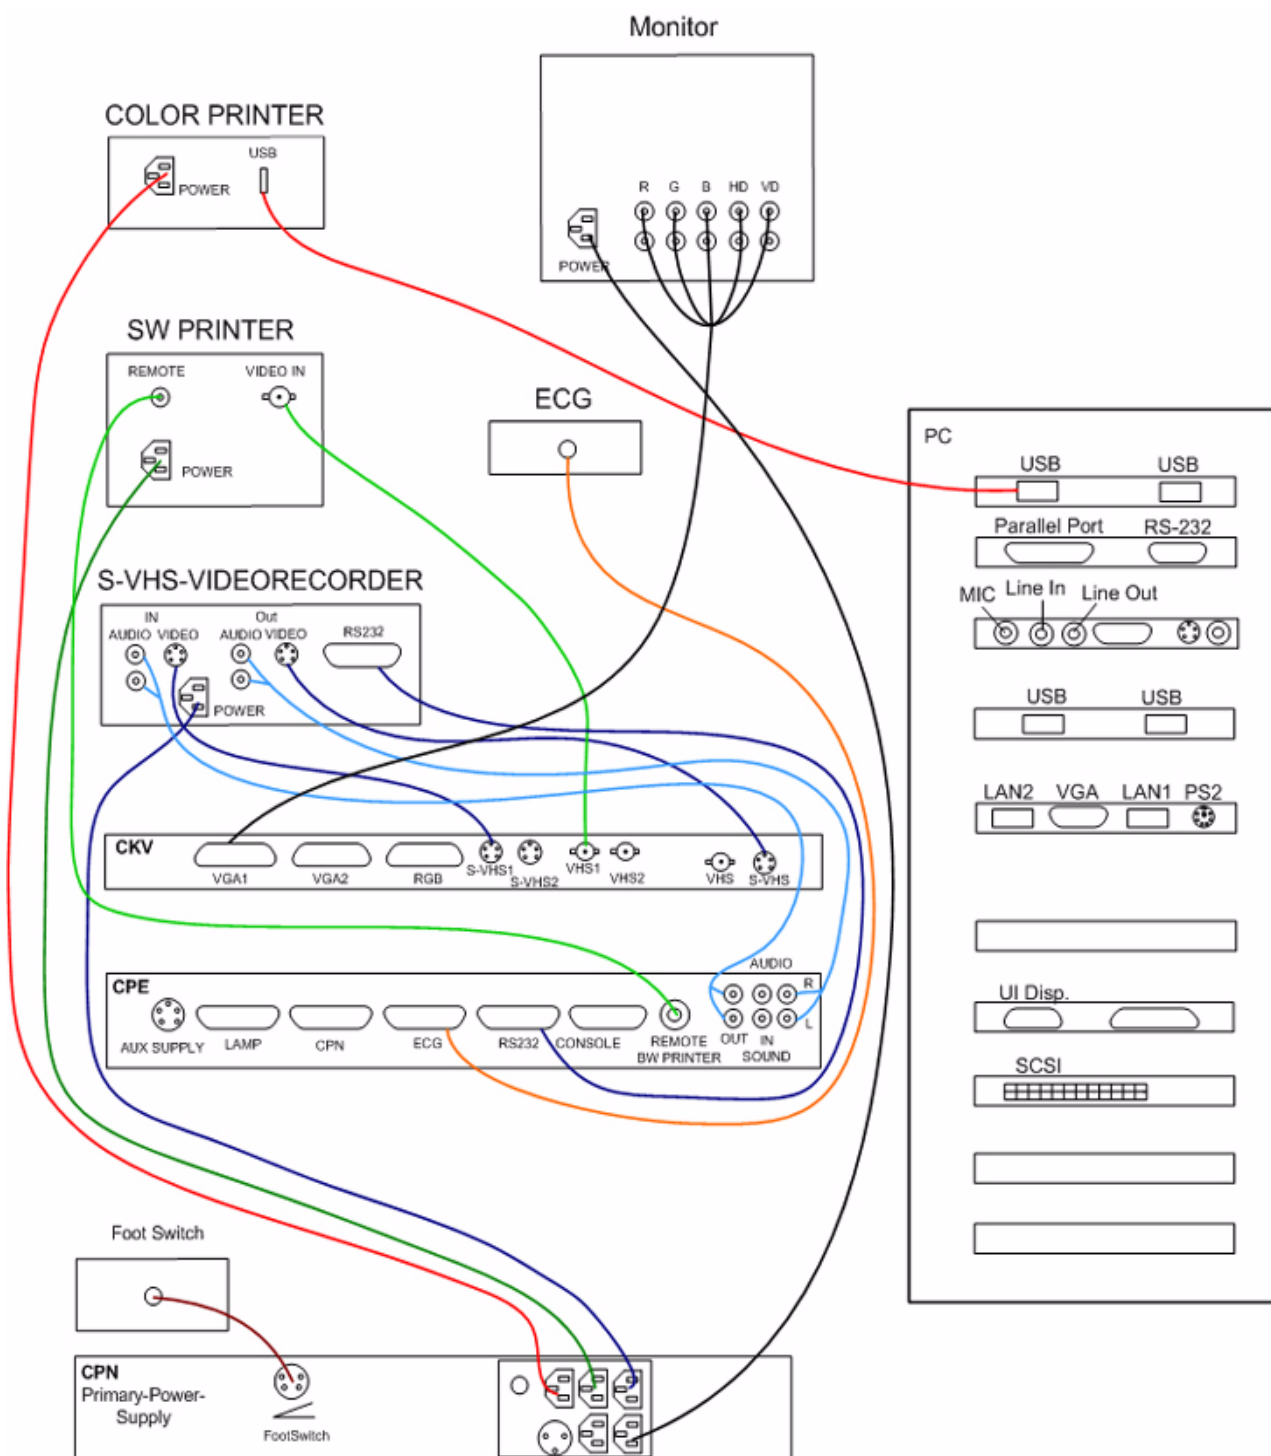 Monitor
COLOR PRINTER
USB
POWER
R G B HD VD
POWER
SW PRINTER
REMOTE VIDEO IN
POWER
ECG
PC
USB USB
Parallel Port RS-232
MIC Line In Line Out
USB USB
LAN2 VGA LAN1 PS2
UI Disp.
SCSI
S-VHS-VIDEORECORDER
IN Out
AUDIO VIDEO AUDIO VIDEO RS232
POWER
CKV
VGA1 VGA2 RGB S-VHS1 S-VHS2 VHS1 VHS2 VHS S-VHS
CPE
AUDIO
R
L
AUX SUPPLY LAMP CPN ECG RS232 CONSOLE REMOTE OUT IN
BW PRINTER SOUND
Foot Switch
CPN
Primary-Power-
Supply
FootSwitch